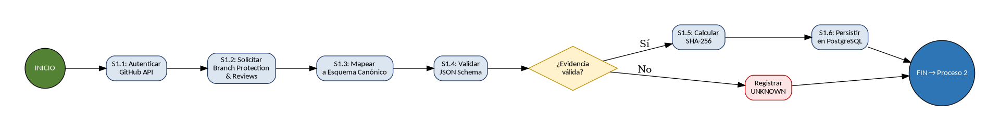 INICIO
S1.1: Autenticar
GitHub API
S1.2: Solicitar
Branch Protection
& Reviews
S1.3: Mapear
a Esquema Canónico
S1.4: Validar
JSON Schema
¿Evidencia
válida?
Sí
S1.5: Calcular
SHA-256
S1.6: Persistir
en PostgreSQL
No
Registrar
UNKNOWN
FIN → Proceso 2